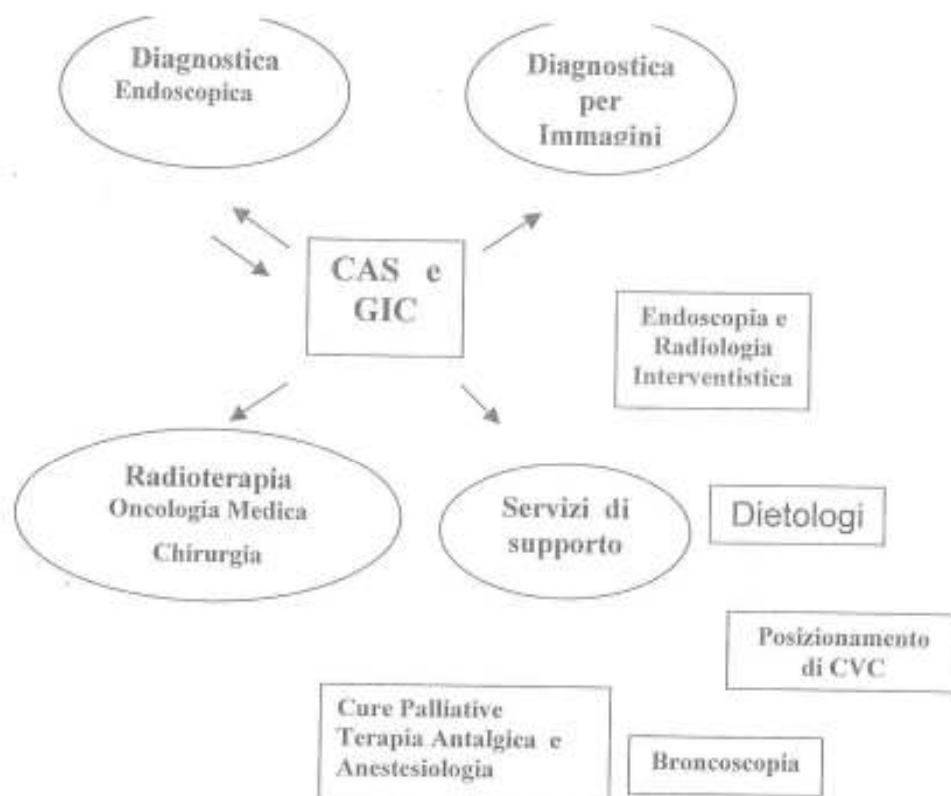 Diagnostica
Endoscopica
Diagnostica
per
Immagini
CAS e
GIC
Endoscopia e
Radiologia
Interventistica
Radioterapia
Oncologia Medica
Chirurgia
Servizi di
supporto
Dietologi
Posizionamento
di CVC
Cure Palliative
Terapia Antalgica e
Anestesiologia
Broncoscopia